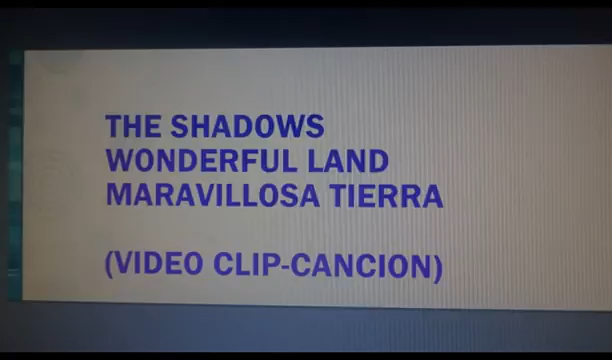 THE SHADOWS
WONDERFUL LAND
MARAVILLOSA TIERRA
(VIDEO CLIP-CANCION)